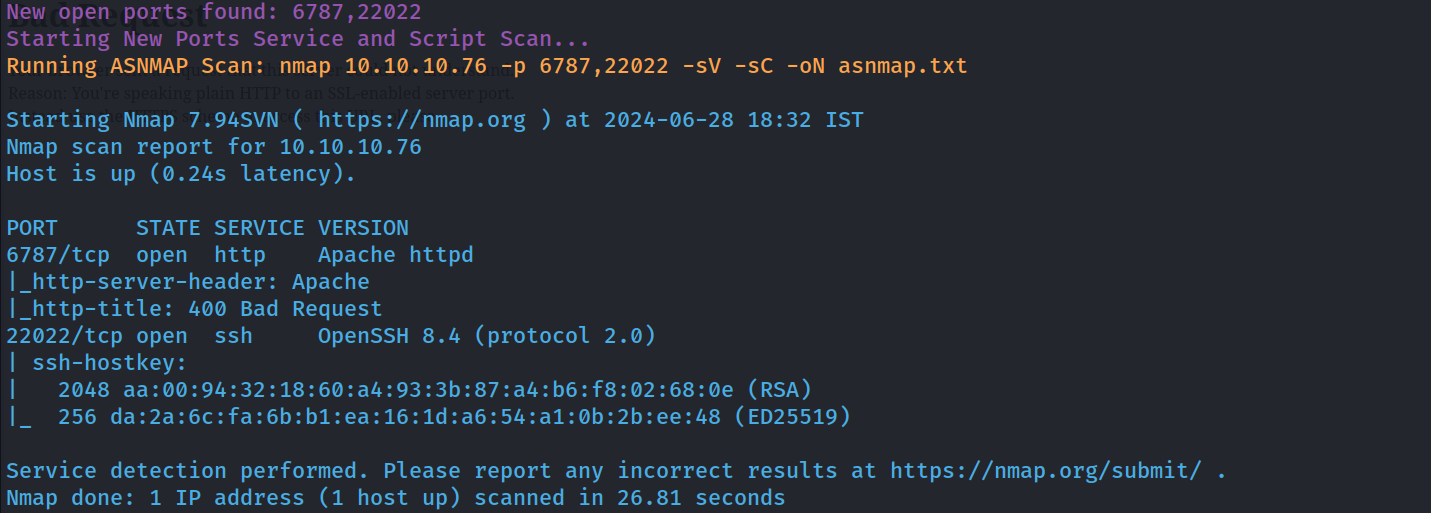 New open ports found: 6787,22022
Bad Request
Starting New Ports Service and Script Scan...
Running ASNMAP Scan: nmap 10.10.10.76 -p 6787,22022 -sV -sC -oN asnmap.txt
Reason: You're speaking plain HTTP to an SSL-enabled server port.
Starting Nmap 7.94SVN ( https://nmap.org ) at 2024-06-28 18:32 IST
Nmap scan report for 10.10.10.76
Host is up (0.24s latency).
PORT      STATE SERVICE VERSION
6787/tcp  open  http    Apache httpd
|_http-server-header: Apache
|_http-title: 400 Bad Request
22022/tcp open  ssh     OpenSSH 8.4 (protocol 2.0)
| ssh-hostkey:
|   2048 aa:00:94:32:18:60:a4:93:3b:87:a4:b6:f8:02:68:0e (RSA)
|_  256 da:2a:6c:fa:6b:b1:ea:16:1d:a6:54:a1:0b:2b:ee:48 (ED25519)
Service detection performed. Please report any incorrect results at https://nmap.org/submit/ .
Nmap done: 1 IP address (1 host up) scanned in 26.81 seconds